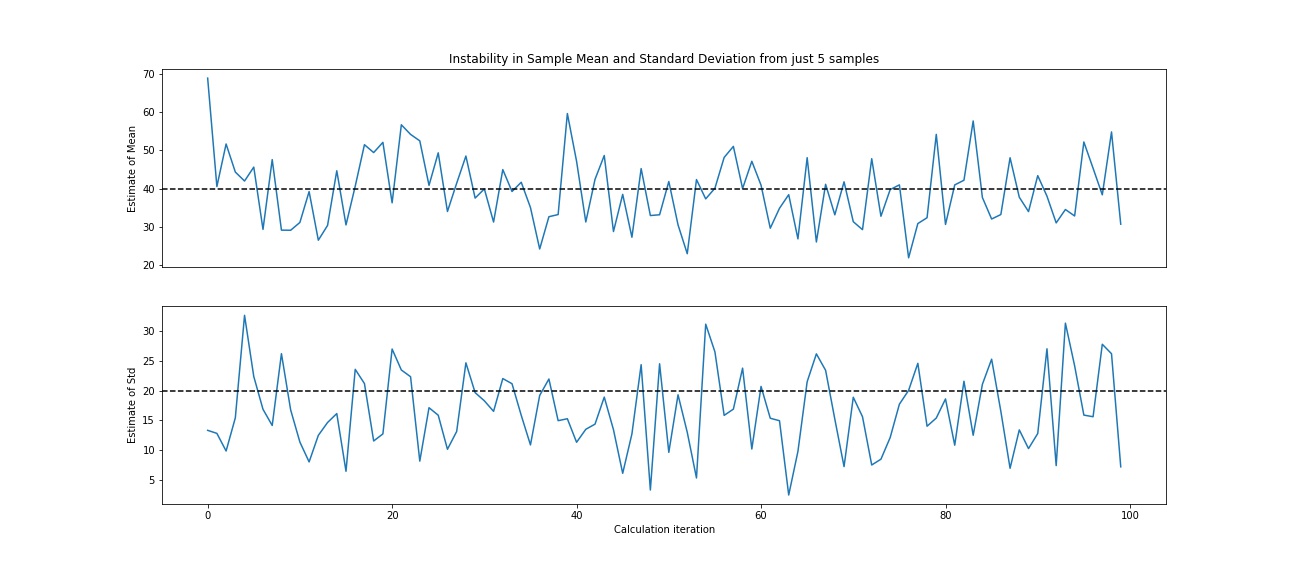 Instability in Sample Mean and Standard Deviation from just 5 samples
70
60
50
40
30
20
Estimate of Mean
30
25
20
15
10
5
Estimate of Std
0 20 40 60 80 100
Calculation iteration